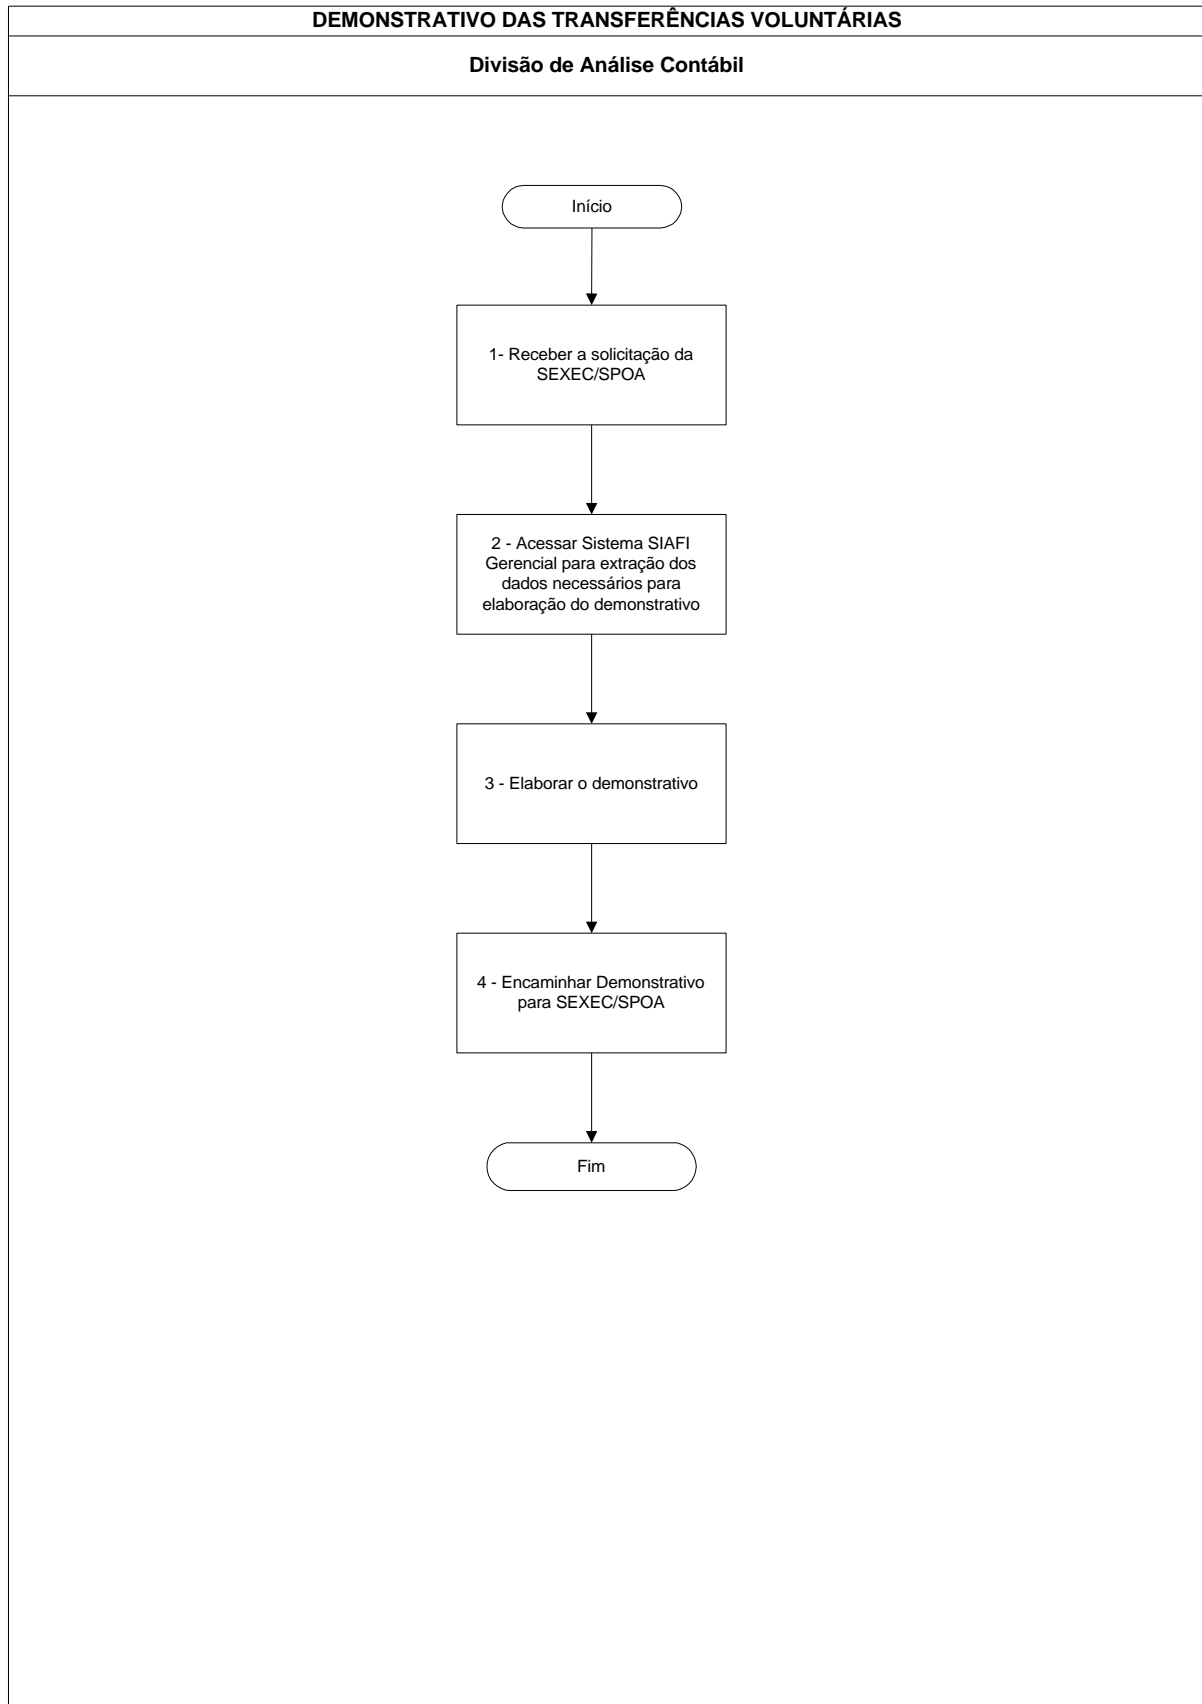 DEMONSTRATIVO DAS TRANSFERÊNCIAS VOLUNTÁRIAS
Divisão de Análise Contábil
Início
1- Receber a solicitação da
SEXEC/SPOA
2 - Acessar Sistema SIAFI
Gerencial para extração dos
dados necessários para
elaboração do demonstrativo
3 - Elaborar o demonstrativo
4 - Encaminhar Demonstrativo
para SEXEC/SPOA
Fim